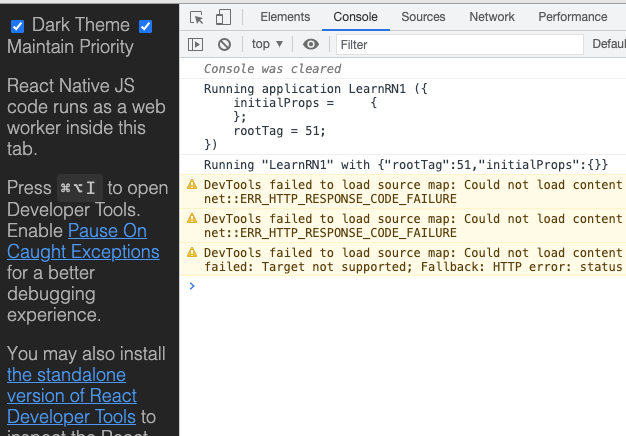 Dark Theme
Maintain Priority
React Native JS
code runs as a web
worker inside this
tab.
Press ⌘⌥I to open
Developer Tools.
Enable Pause On
Caught Exceptions
for a better
debugging
experience.
You may also install
the standalone
version of React
Developer Tools to
inspect the React
Elements Console Sources Network Performance
top ▼ Filter Defaul
Console was cleared
Running application LearnRN1 ({
    initialProps =     {
    };
    rootTag = 51;
})
Running "LearnRN1" with {"rootTag":51,"initialProps":{}}
DevTools failed to load source map: Could not load content
net::ERR_HTTP_RESPONSE_CODE_FAILURE
DevTools failed to load source map: Could not load content
net::ERR_HTTP_RESPONSE_CODE_FAILURE
DevTools failed to load source map: Could not load content
failed: Target not supported; Fallback: HTTP error: status
>